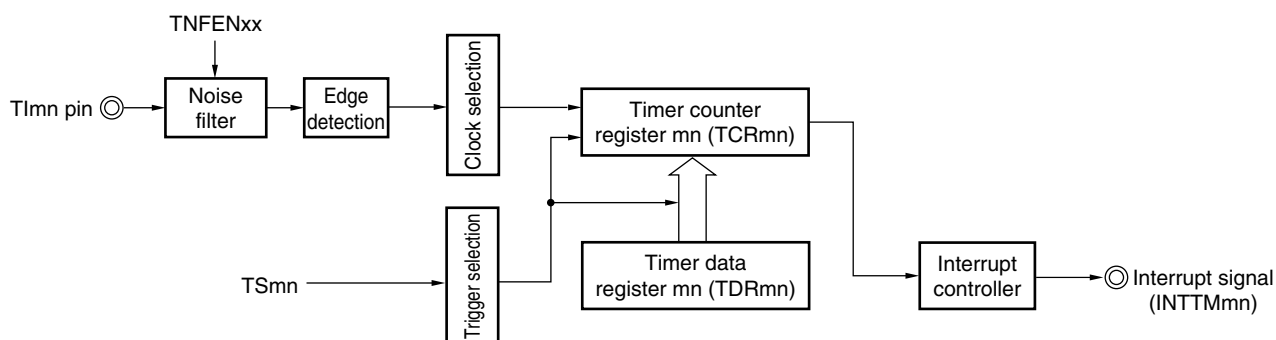 TNFENxx
TImn pin
Noise
filter
Edge
detection
Clock selection
Timer counter
register mn (TCRmn)
TSmn
Trigger selection
Timer data
register mn (TDRmn)
Interrupt
controller
Interrupt signal
(INTTMmn)